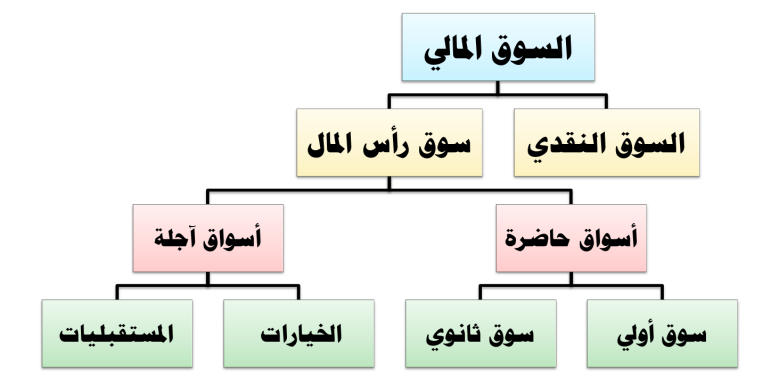 السوق المالي
السوق النقدي
سوق رأس المال
أسواق حاضرة
أسواق آجلة
سوق أولي
سوق ثانوي
الخيارات
المستقبليات